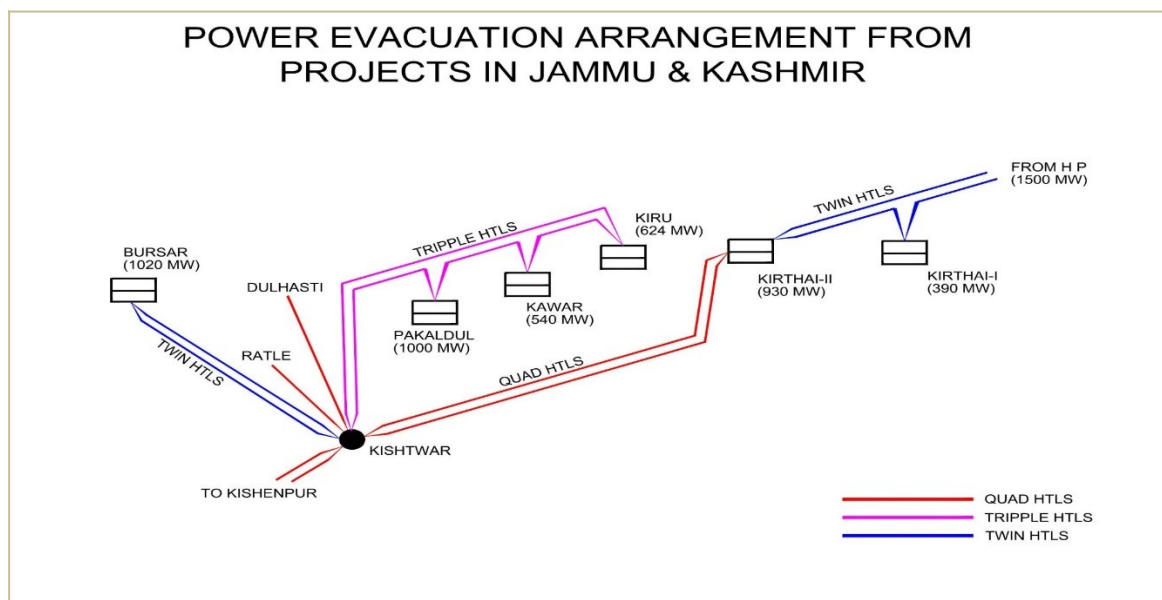 POWER EVACUATION ARRANGEMENT FROM
PROJECTS IN JAMMU & KASHMIR
FROM H P
(1500 MW)
TWIN HTLS
KIRU
(624 MW)
TRIPPLE HTLS
BURSAR
(1020 MW)
KIRTHAI-II
(930 MW)
KIRTHAI-I
(390 MW)
DULHASTI
KAWAR
(540 MW)
PAKALDUL
(1000 MW)
TWIN HTLS
RATLE
QUAD HTLS
KISHTWAR
TO KISHENPUR
QUAD HTLS
TRIPPLE HTLS
TWIN HTLS